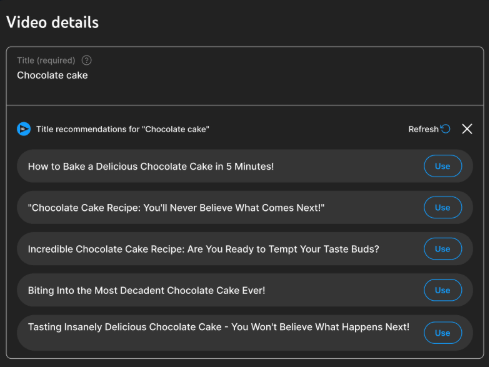 Video details
Title (required) ?
Chocolate cake
Title recommendations for "Chocolate cake"
Refresh
How to Bake a Delicious Chocolate Cake in 5 Minutes!
Use
"Chocolate Cake Recipe: You'll Never Believe What Comes Next!"
Use
Incredible Chocolate Cake Recipe: Are You Ready to Tempt Your Taste Buds?
Use
Biting Into the Most Decadent Chocolate Cake Ever!
Use
Tasting Insanely Delicious Chocolate Cake - You Won't Believe What Happens Next!
Use